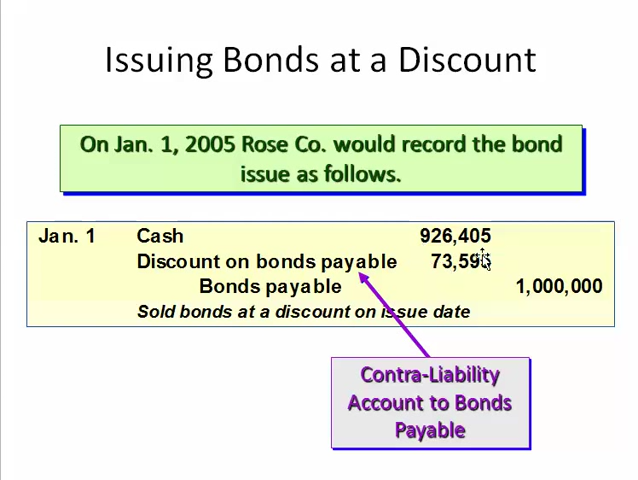 Issuing Bonds at a Discount
On Jan. 1, 2005 Rose Co. would record the bond
issue as follows.
Jan. 1 Cash 926,405
Discount on bonds payable 73,595
Bonds payable 1,000,000
Sold bonds at a discount on issue date
Contra-Liability
Account to Bonds
Payable